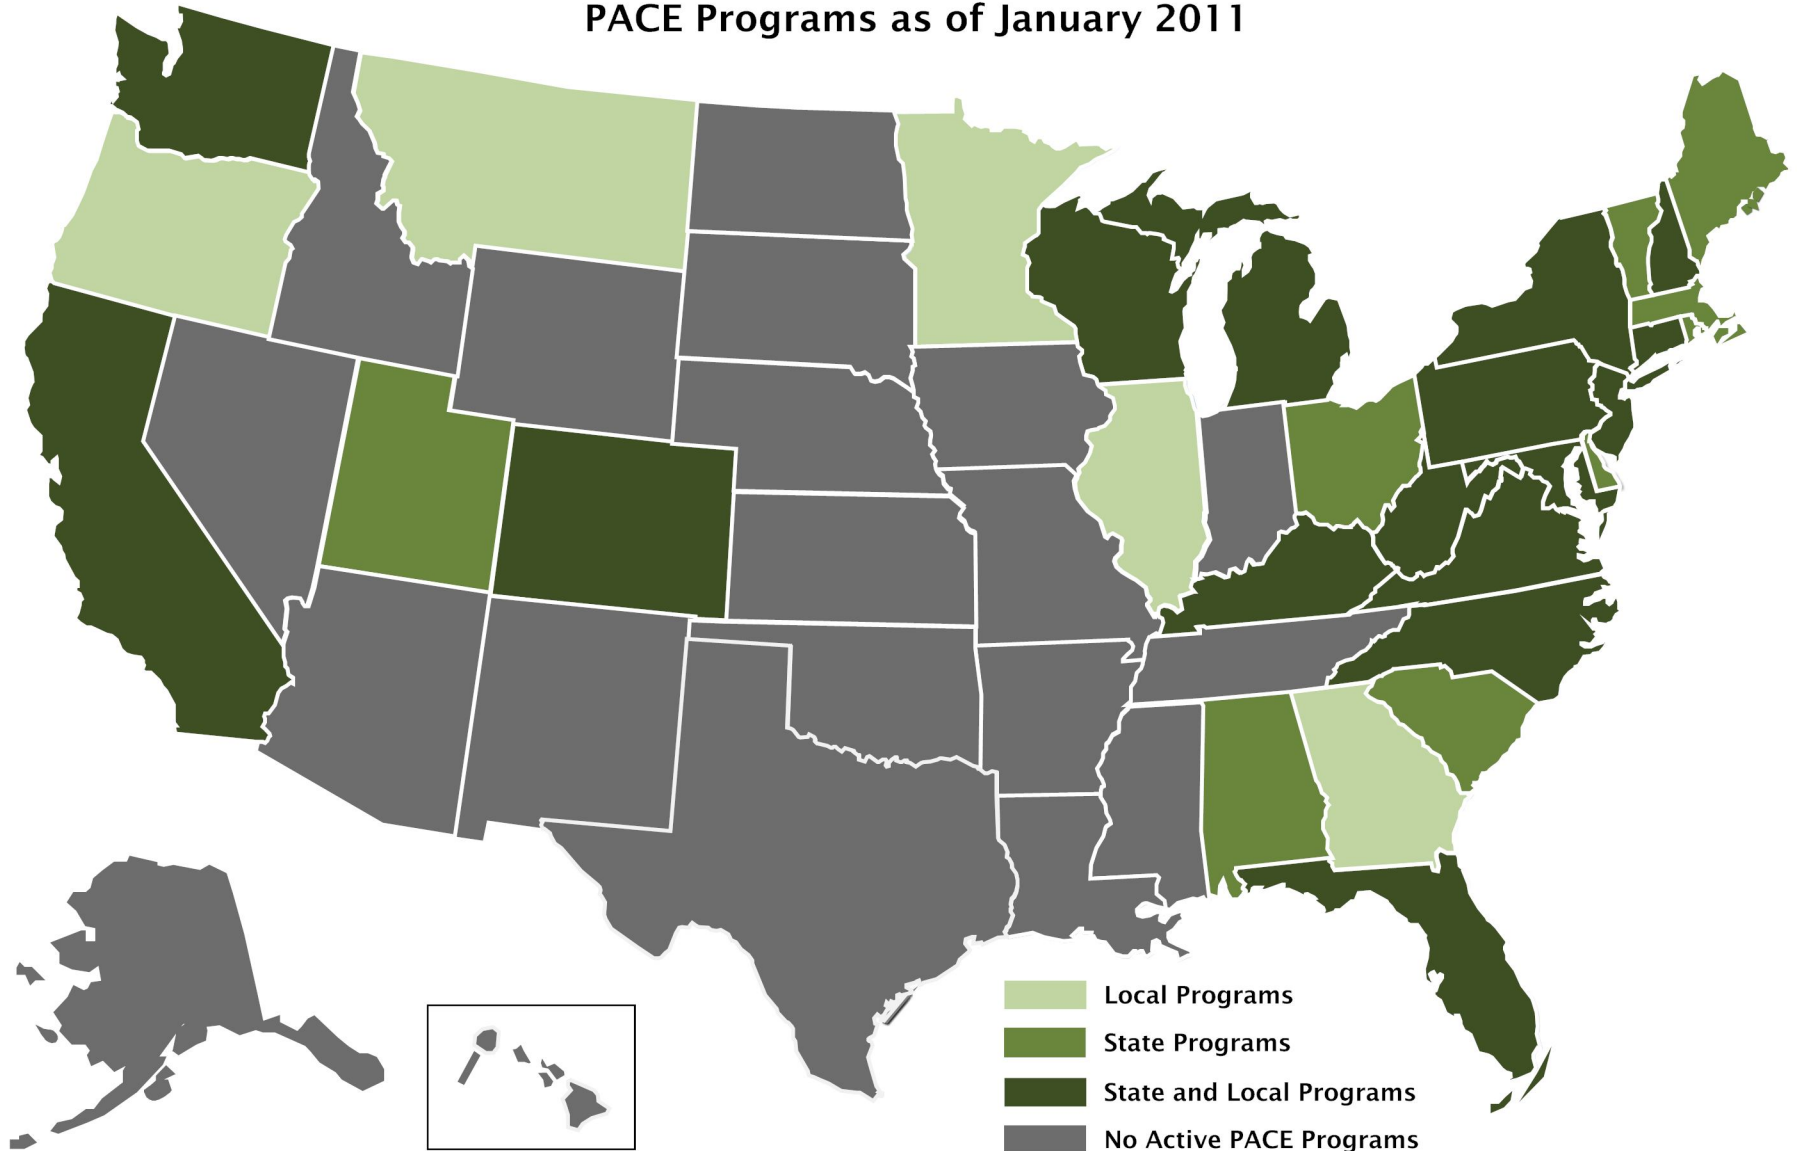 PACE Programs as of January 2011
Local Programs
State Programs
State and Local Programs
No Active PACE Programs